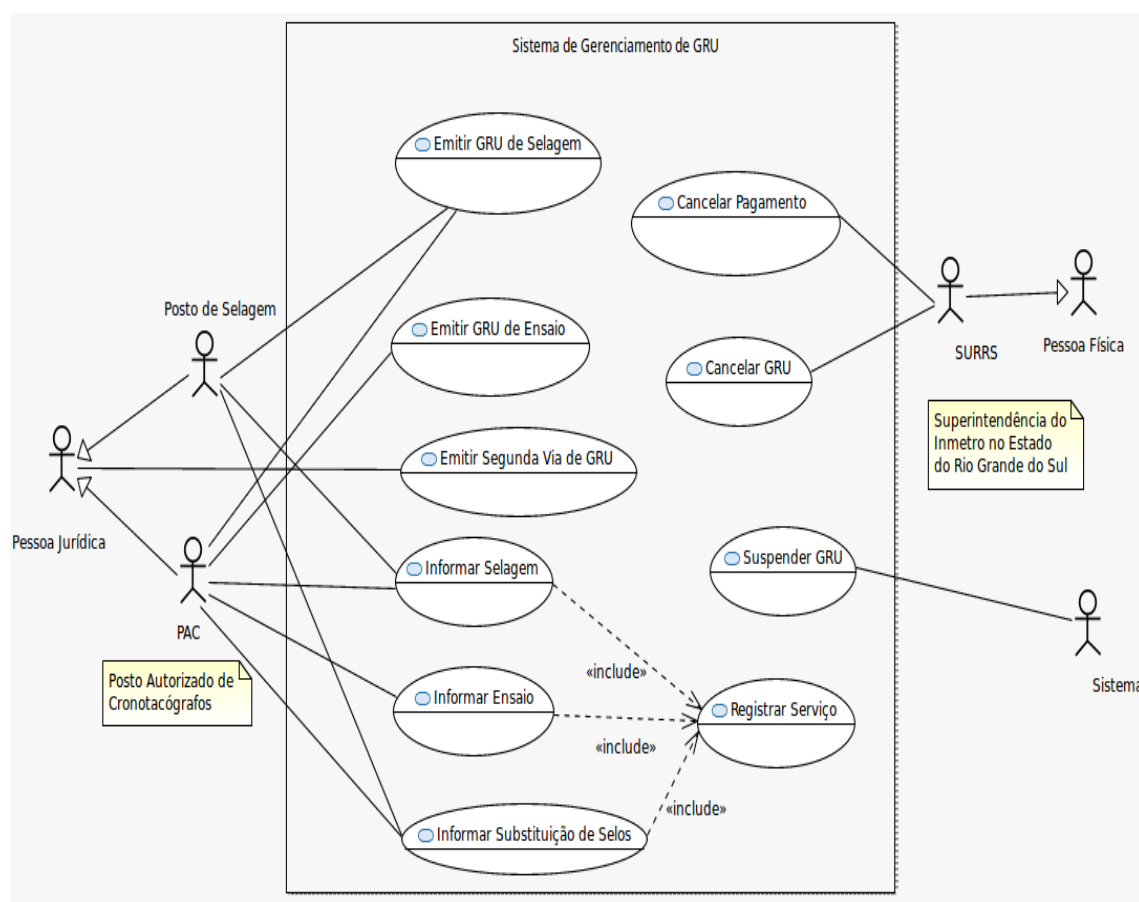 Sistema de Gerenciamento de GRU
Emitir GRU de Selagem
Cancelar Pagamento
Posto de Selagem
Emitir GRU de Ensaio
SURRS
Pessoa Física
Cancelar GRU
Superintendência do
Inmetro no Estado
do Rio Grande do Sul
Emitir Segunda Via de GRU
Pessoa Jurídica
Informar Selagem
Suspender GRU
PAC
Posto Autorizado de
Cronotacógrafos
«include»
Sistema
Informar Ensaio
Registrar Serviço
«include»
«include»
Informar Substituição de Selos